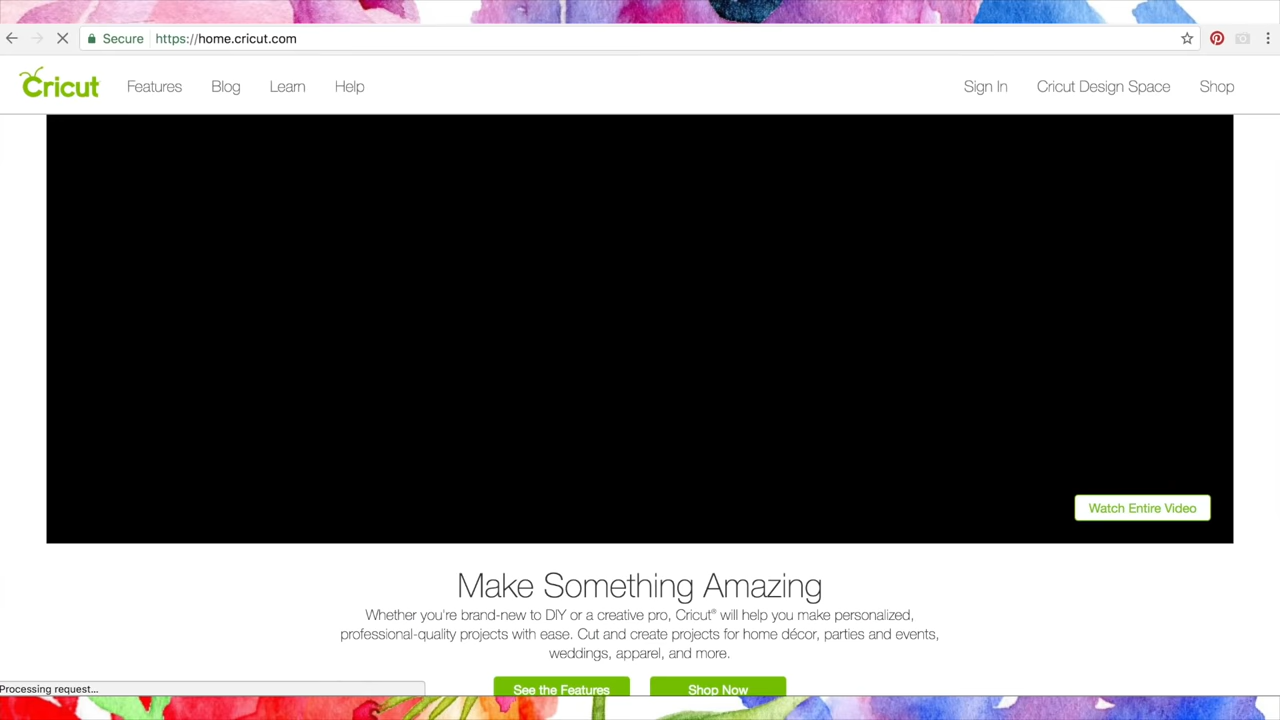 Secure https://home.cricut.com
Cricut Features Blog Learn Help Sign In Cricut Design Space Shop
Watch Entire Video
Make Something Amazing
Whether you're brand-new to DIY or a creative pro, Cricut® will help you make personalized,
professional-quality projects with ease. Cut and create projects for home décor, parties and events,
weddings, apparel, and more.
See the Features Shop Now
Processing request...